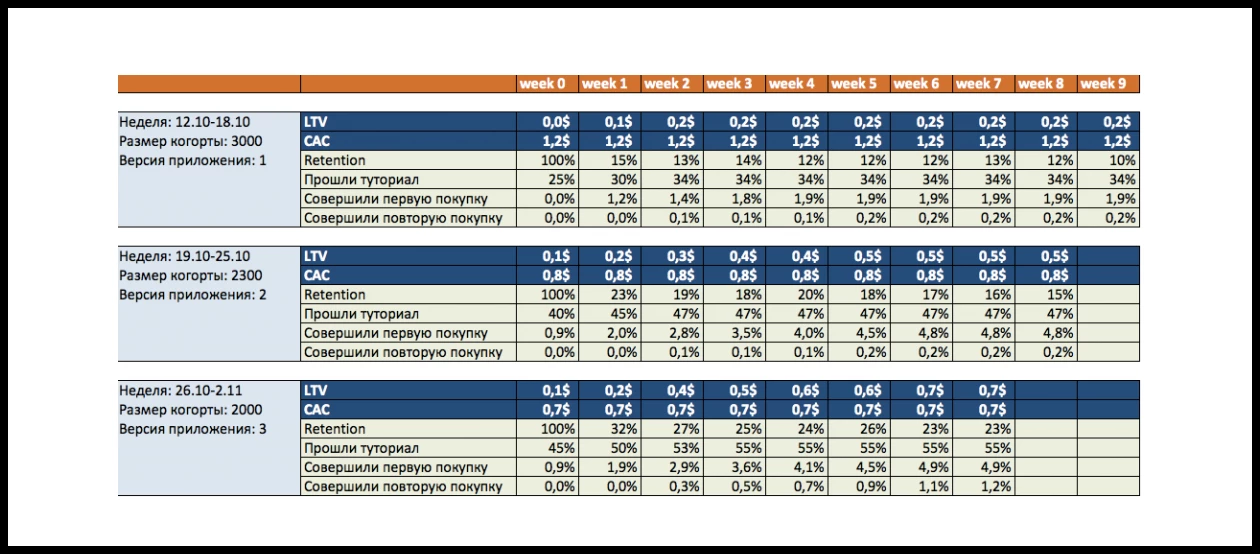 week 0 week 1 week 2 week 3 week 4 week 5 week 6 week 7 week 8 week 9
Неделя: 12.10-18.10 LTV 0,0$ 0,1$ 0,2$ 0,2$ 0,2$ 0,2$ 0,2$ 0,2$ 0,2$ 0,2$
Размер когорты: 3000 CAC 1,2$ 1,2$ 1,2$ 1,2$ 1,2$ 1,2$ 1,2$ 1,2$ 1,2$ 1,2$
Версия приложения: 1 Retention 100% 15% 13% 14% 12% 12% 12% 13% 12% 10%
Прошли туториал 25% 30% 34% 34% 34% 34% 34% 34% 34% 34%
Совершили первую покупку 0,0% 1,2% 1,4% 1,8% 1,9% 1,9% 1,9% 1,9% 1,9% 1,9%
Совершили повторую покупку 0,0% 0,0% 0,1% 0,1% 0,1% 0,2% 0,2% 0,2% 0,2% 0,2%
Неделя: 19.10-25.10 LTV 0,1$ 0,2$ 0,3$ 0,4$ 0,4$ 0,5$ 0,5$ 0,5$ 0,5$
Размер когорты: 2300 CAC 0,8$ 0,8$ 0,8$ 0,8$ 0,8$ 0,8$ 0,8$ 0,8$ 0,8$
Версия приложения: 2 Retention 100% 23% 19% 18% 20% 18% 17% 16% 15%
Прошли туториал 40% 45% 47% 47% 47% 47% 47% 47% 47%
Совершили первую покупку 0,9% 2,0% 2,8% 3,5% 4,0% 4,5% 4,8% 4,8% 4,8%
Совершили повторую покупку 0,0% 0,0% 0,1% 0,1% 0,1% 0,2% 0,2% 0,2% 0,2%
Неделя: 26.10-2.11 LTV 0,1$ 0,2$ 0,4$ 0,5$ 0,6$ 0,6$ 0,7$ 0,7$
Размер когорты: 2000 CAC 0,7$ 0,7$ 0,7$ 0,7$ 0,7$ 0,7$ 0,7$ 0,7$
Версия приложения: 3 Retention 100% 32% 27% 25% 24% 26% 23% 23%
Прошли туториал 45% 50% 53% 55% 55% 55% 55% 55%
Совершили первую покупку 0,9% 1,9% 2,9% 3,6% 4,1% 4,5% 4,9% 4,9%
Совершили повторую покупку 0,0% 0,0% 0,3% 0,5% 0,7% 0,9% 1,1% 1,2%